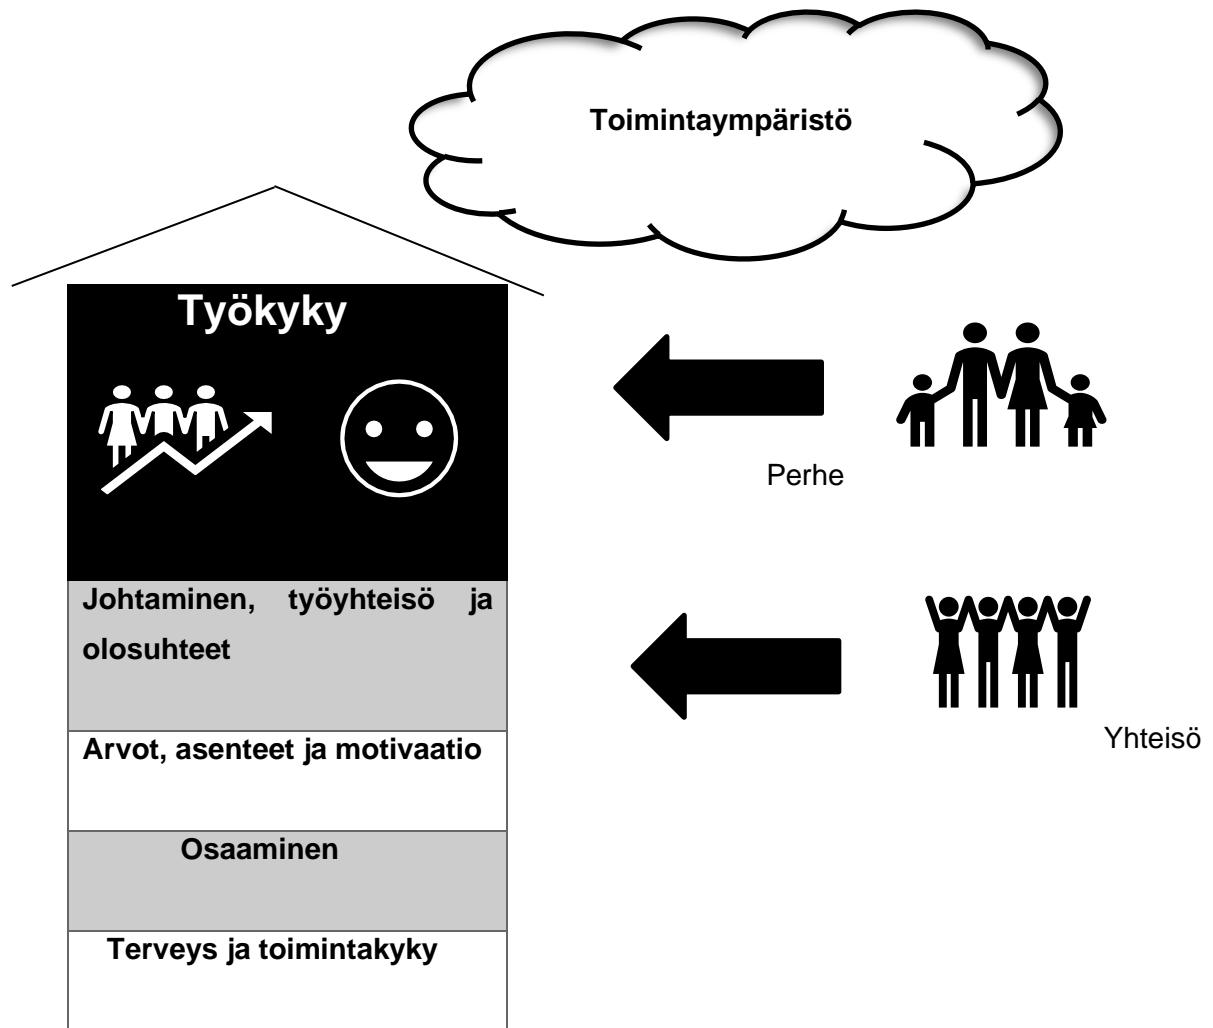 Toimintaympäristö
Työkyky
Perhe
Johtaminen, työyhteisö ja
olosuhteet
Arvot, asenteet ja motivaatio
Yhteisö
Osaaminen
Terveys ja toimintakyky